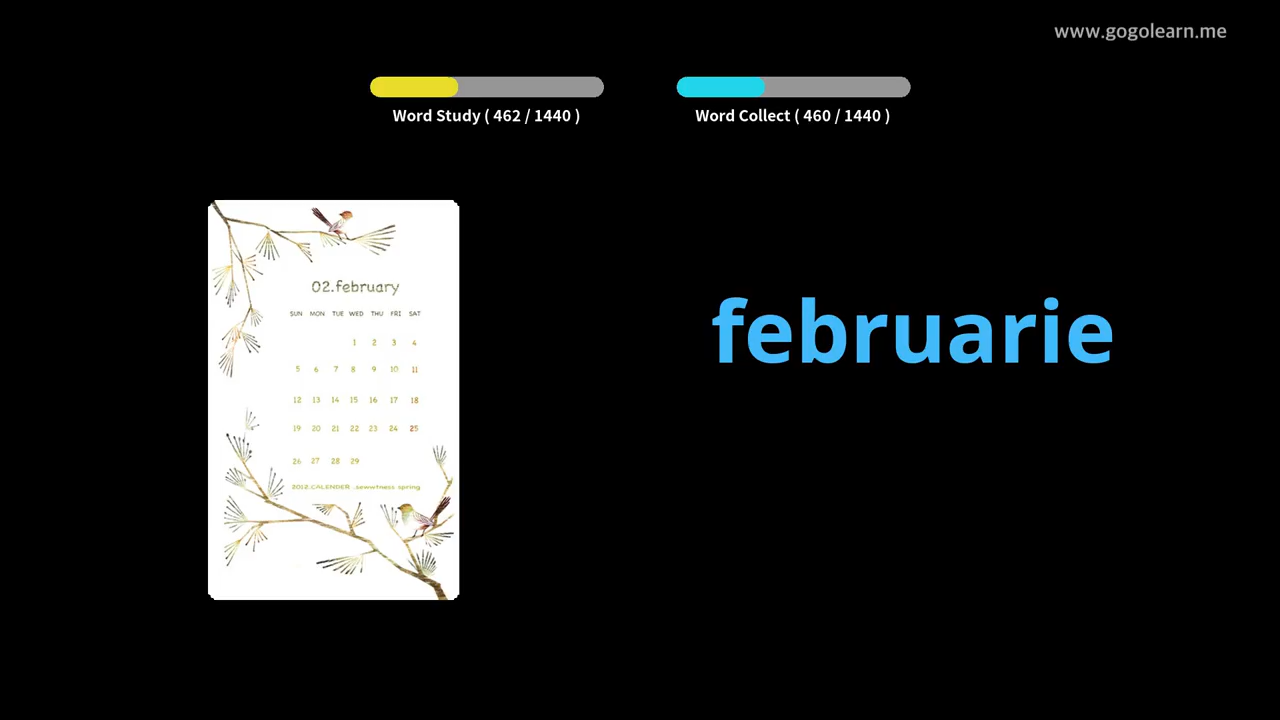 www.gogolearn.me
Word Study ( 462 / 1440 )
Word Collect ( 460 / 1440 )
02.february
SUN MON TUE WED THU FRI SAT
1 2 3 4
5 6 7 8 9 10 11
12 13 14 15 16 17 18
19 20 21 22 23 24 25
26 27 28 29
2012.CALENDER .sewwtness spring
februarie